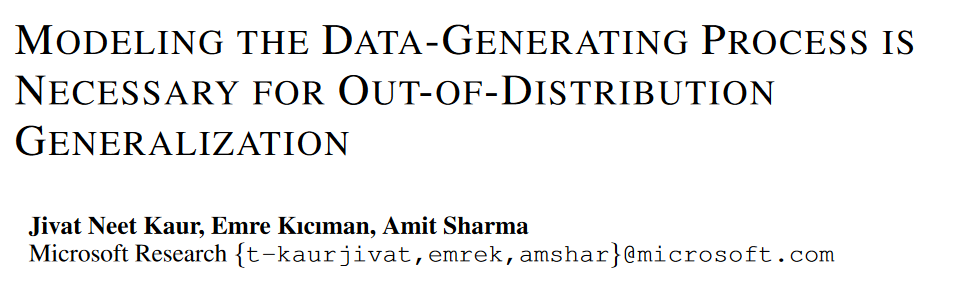 MODELING THE DATA-GENERATING PROCESS IS
NECESSARY FOR OUT-OF-DISTRIBUTION
GENERALIZATION
Jivat Neet Kaur, Emre Kıcıman, Amit Sharma
Microsoft Research {t-kaurjivat,emrek,amshar}@microsoft.com